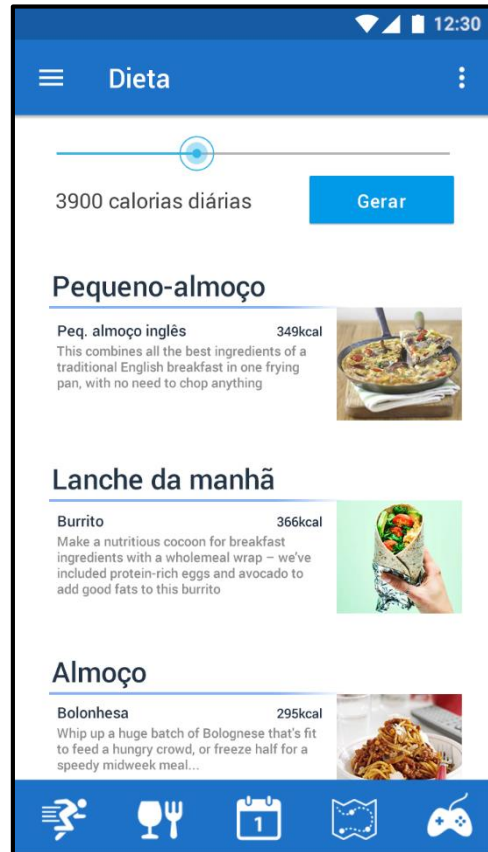 12:30
Dieta
3900 calorias diárias
Gerar
Pequeno-almoço
Peq. almoço inglês 349kcal
This combines all the best ingredients of a
traditional English breakfast in one frying
pan, with no need to chop anything
Lanche da manhã
Burrito 366kcal
Make a nutritious cocoon for breakfast
ingredients with a wholemeal wrap – we've
included protein-rich eggs and avocado to
add good fats to this burrito
Almoço
Bolonhesa 295kcal
Whip up a huge batch of Bolognese that's fit
to feed a hungry crowd, or freeze half for a
speedy midweek meal...
1